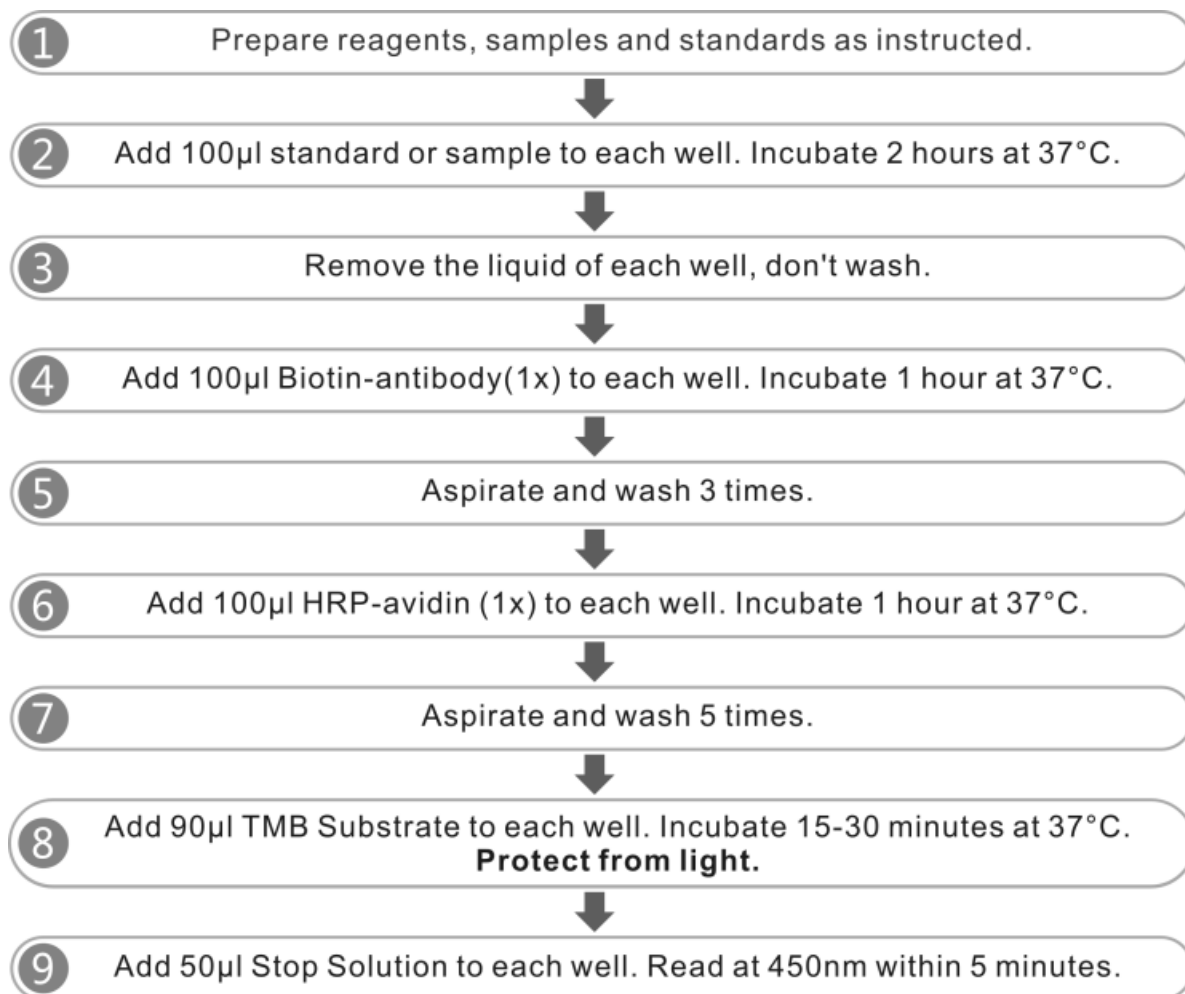 1 Prepare reagents, samples and standards as instructed.
2 Add 100µl standard or sample to each well. Incubate 2 hours at 37°C.
3 Remove the liquid of each well, don't wash.
4 Add 100µl Biotin-antibody(1x) to each well. Incubate 1 hour at 37°C.
5 Aspirate and wash 3 times.
6 Add 100µl HRP-avidin (1x) to each well. Incubate 1 hour at 37°C.
7 Aspirate and wash 5 times.
8 Add 90µl TMB Substrate to each well. Incubate 15-30 minutes at 37°C.
Protect from light.
9 Add 50µl Stop Solution to each well. Read at 450nm within 5 minutes.